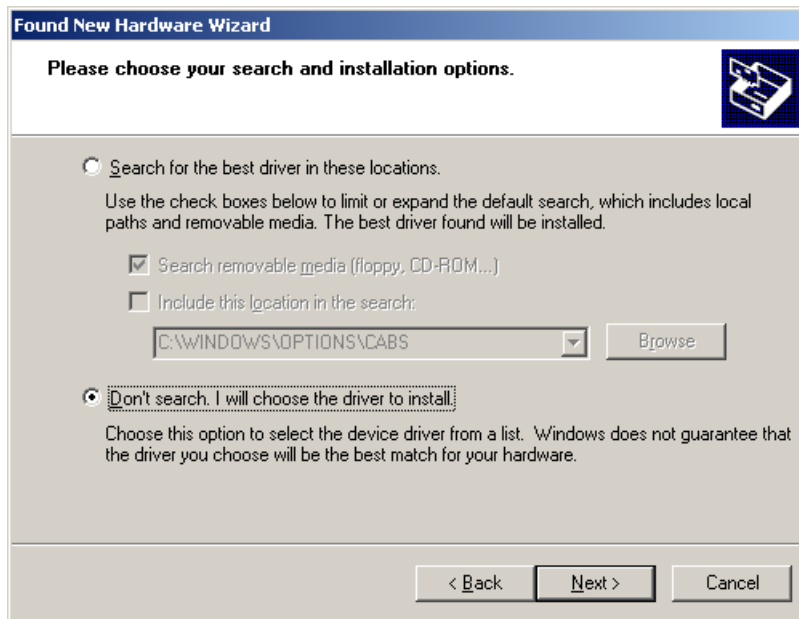 Found New Hardware Wizard
Please choose your search and installation options.
Search for the best driver in these locations.
Use the check boxes below to limit or expand the default search, which includes local
paths and removable media. The best driver found will be installed.
Search removable media (floppy, CD-ROM...)
Include this location in the search:
C:\WINDOWS\OPTIONS\CABS
Browse
Don't search. I will choose the driver to install.
Choose this option to select the device driver from a list.  Windows does not guarantee that
the driver you choose will be the best match for your hardware.
< Back
Next >
Cancel